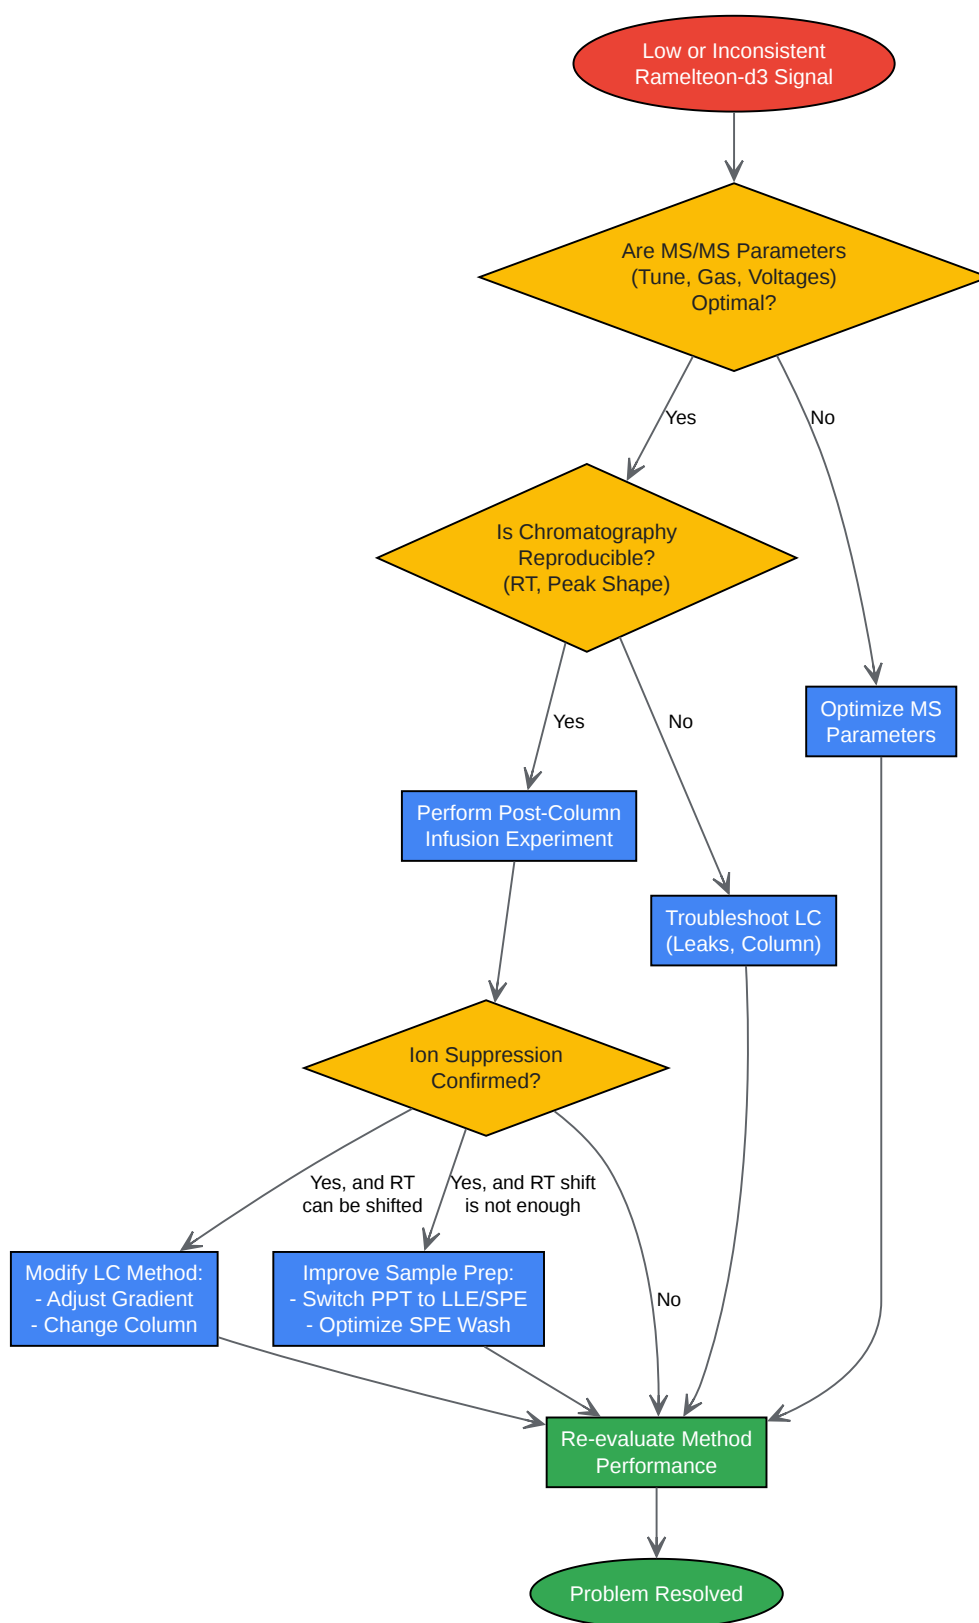 Low or Inconsistent
Ramelteon-d3 Signal
Are MS/MS Parameters
(Tune, Gas, Voltages)
Optimal?
Yes
No
Is Chromatography
Reproducible?
(RT, Peak Shape)
Optimize MS
Parameters
Yes
No
Perform Post-Column
Infusion Experiment
Troubleshoot LC
(Leaks, Column)
Ion Suppression
Confirmed?
Yes, and RT
can be shifted
Yes, and RT shift
is not enough
No
Modify LC Method:
- Adjust Gradient
- Change Column
Improve Sample Prep:
- Switch PPT to LLE/SPE
- Optimize SPE Wash
Re-evaluate Method
Performance
Problem Resolved